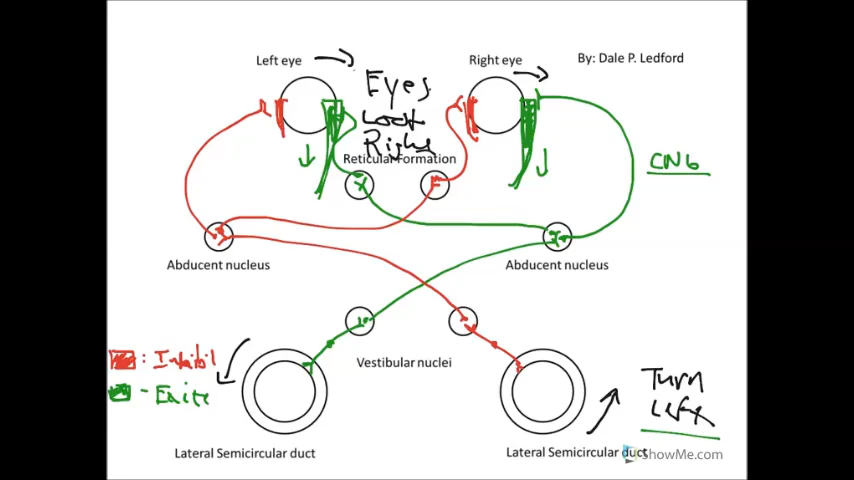 Left eye
Right eye
By: Dale P. Ledford
Eyes
Look
Right
Reticular Formation
CN6
Abducent nucleus
Abducent nucleus
Vestibular nuclei
: Inhibit
- Excite
Turn
Left
Lateral Semicircular duct
Lateral Semicircular duct
ShowMe.com